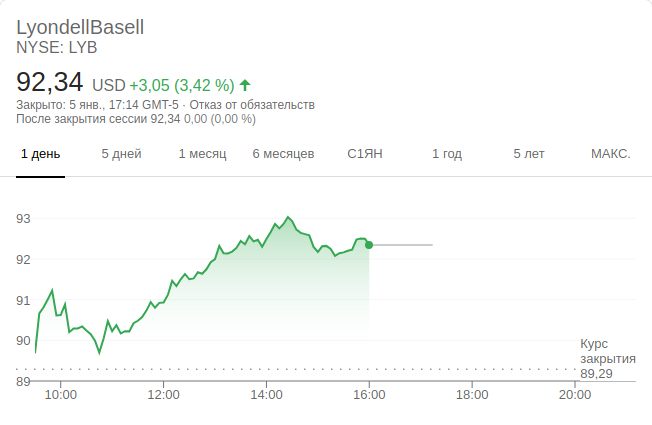 LyondellBasell
NYSE: LYB
92,34 USD +3,05 (3,42 %)
Закрыто: 5 янв., 17:14 GMT-5 · Отказ от обязательств
После закрытия сессии 92,34 0,00 (0,00 %)
1 день 5 дней 1 месяц 6 месяцев С1ЯН 1 год 5 лет МАКС.
93
92
91
90
Курс
закрытия
89,29
89
10:00 12:00 14:00 16:00 18:00 20:00